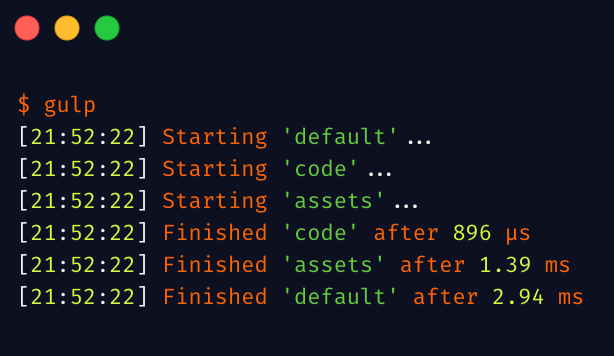 $ gulp
[21:52:22] Starting 'default'...
[21:52:22] Starting 'code'...
[21:52:22] Starting 'assets'...
[21:52:22] Finished 'code' after 896 μs
[21:52:22] Finished 'assets' after 1.39 ms
[21:52:22] Finished 'default' after 2.94 ms